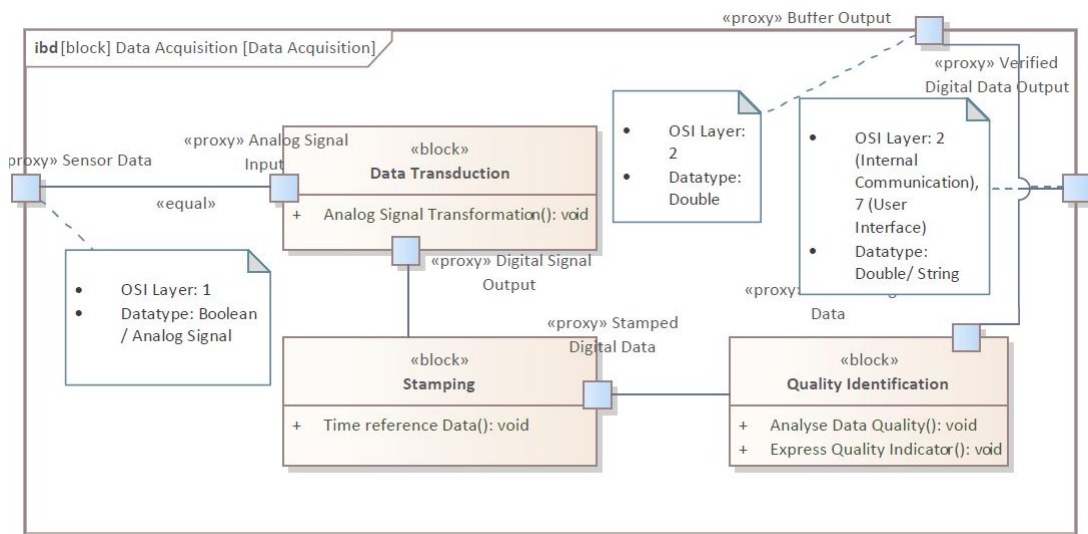 «proxy» Buffer Output
ibd [block] Data Acquisition [Data Acquisition]
«proxy» Verified
Digital Data Output
• OSI Layer:
2
• Datatype:
Double
• OSI Layer: 2
(Internal
Communication),
7 (User
Interface)
• Datatype:
Double/ String
proxy» Sensor Data
«proxy» Analog Signal
Input
«equal»
«block»
Data Transduction
+ Analog Signal Transformation(): void
• OSI Layer: 1
• Datatype: Boolean
/ Analog Signal
«proxy» Digital Signal
Output
«proxy»
Data
«proxy» Stamped
Digital Data
«block»
Stamping
+ Time reference Data(): void
«block»
Quality Identification
+ Analyse Data Quality(): void
+ Express Quality Indicator(): void